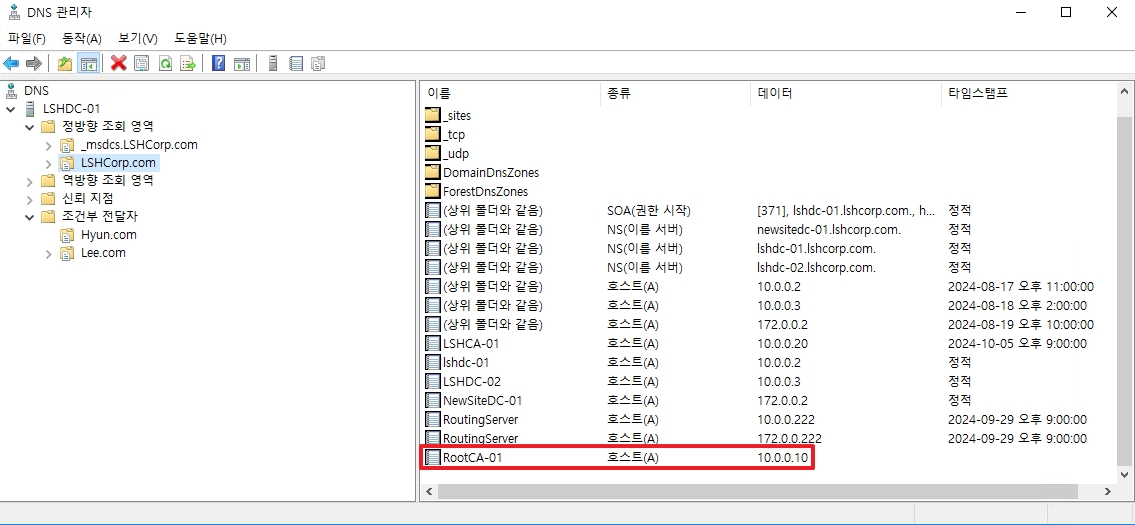 DNS 관리자
파일(F) 동작(A) 보기(V) 도움말(H)
DNS
LSHDC-01
정방향 조회 영역
_msdcs.LSHCorp.com
LSHCorp.com
역방향 조회 영역
신뢰 지점
조건부 전달자
Hyun.com
Lee.com
이름 종류 데이터 타임스탬프
_sites
_tcp
_udp
DomainDnsZones
ForestDnsZones
(상위 폴더와 같음) SOA(권한 시작) [371], lshdc-01.lshcorp.com., h... 정적
(상위 폴더와 같음) NS(이름 서버) newsitedc-01.lshcorp.com. 정적
(상위 폴더와 같음) NS(이름 서버) lshdc-01.lshcorp.com. 정적
(상위 폴더와 같음) NS(이름 서버) lshdc-02.lshcorp.com. 정적
(상위 폴더와 같음) 호스트(A) 10.0.0.2 2024-08-17 오후 11:00:00
(상위 폴더와 같음) 호스트(A) 10.0.0.3 2024-08-18 오후 2:00:00
(상위 폴더와 같음) 호스트(A) 172.0.0.2 2024-08-19 오후 10:00:00
LSHCA-01 호스트(A) 10.0.0.20 2024-10-05 오후 9:00:00
lshdc-01 호스트(A) 10.0.0.2 정적
LSHDC-02 호스트(A) 10.0.0.3 정적
NewSiteDC-01 호스트(A) 172.0.0.2 정적
RoutingServer 호스트(A) 10.0.0.222 2024-09-29 오후 9:00:00
RoutingServer 호스트(A) 172.0.0.222 2024-09-29 오후 9:00:00
RootCA-01 호스트(A) 10.0.0.10